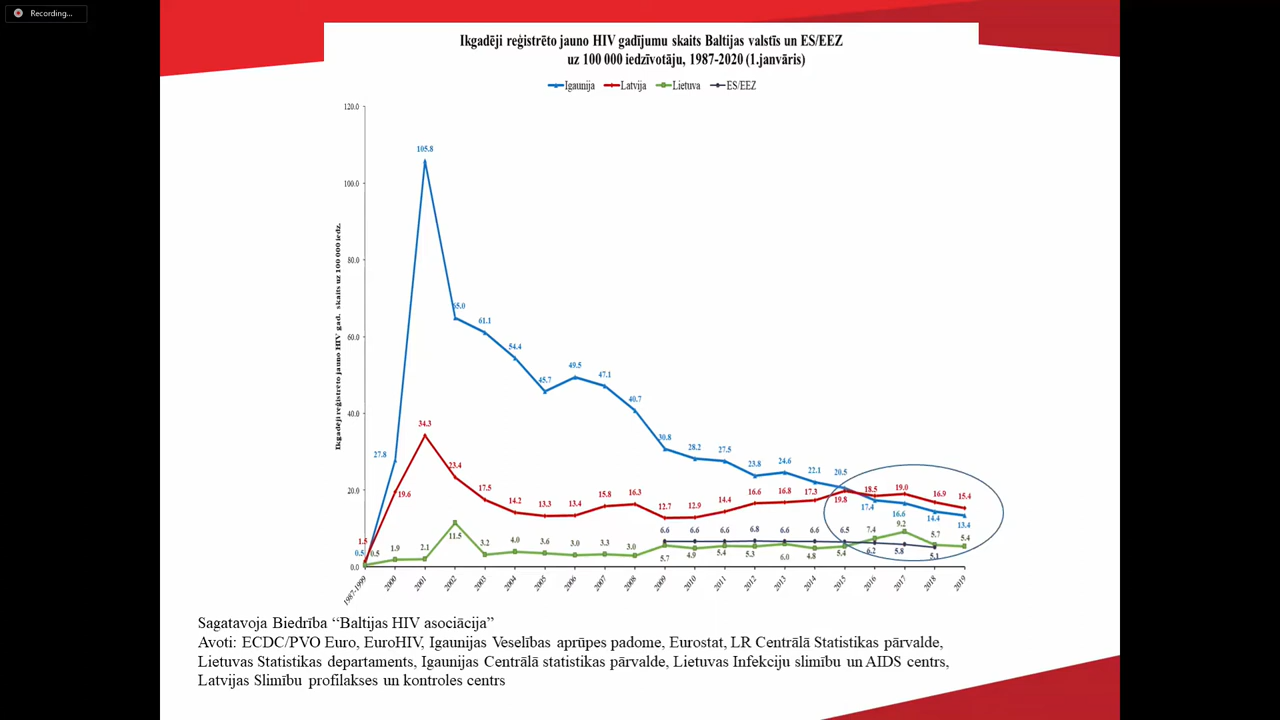 Recording...
Ikgadēji reģistrēto jauno HIV gadījumu skaits Baltijas valstīs un ES/EEZ
uz 100 000 iedzīvotāju, 1987-2020 (1.janvāris)
Igaunija Latvija Lietuva ES/EEZ
Ikgadēji reģistrēto jauno HIV gad. skaits uz 100 000 iedz.
120.0
100.0
80.0
60.0
40.0
20.0
0.0
0.5 27.8 105.8 65.0 61.1 54.4 45.7 49.5 47.1 40.7 30.8 28.2 27.5 23.8 24.6 22.1 20.5 17.4 16.6 14.4 13.4
1.5 19.6 34.3 23.4 17.5 14.2 13.3 13.4 15.8 16.3 12.7 12.9 14.4 16.6 16.8 17.3 19.8 18.5 19.0 16.9 15.4
6.6 6.6 6.6 6.8 6.6 6.6 6.5 6.2 5.8 5.1
0.5 1.9 2.1 11.5 3.2 4.0 3.6 3.0 3.3 3.0 5.7 4.9 5.4 5.3 6.0 4.8 5.4 7.4 9.2 5.7 5.4
1987-1999 2000 2001 2002 2003 2004 2005 2006 2007 2008 2009 2010 2011 2012 2013 2014 2015 2016 2017 2018 2019
Sagatavoja Biedrība “Baltijas HIV asociācija”
Avoti: ECDC/PVO Euro, EuroHIV, Igaunijas Veselības aprūpes padome, Eurostat, LR Centrālā Statistikas pārvalde,
Lietuvas Statistikas departaments, Igaunijas Centrālā statistikas pārvalde, Lietuvas Infekciju slimību un AIDS centrs,
Latvijas Slimību profilakses un kontroles centrs